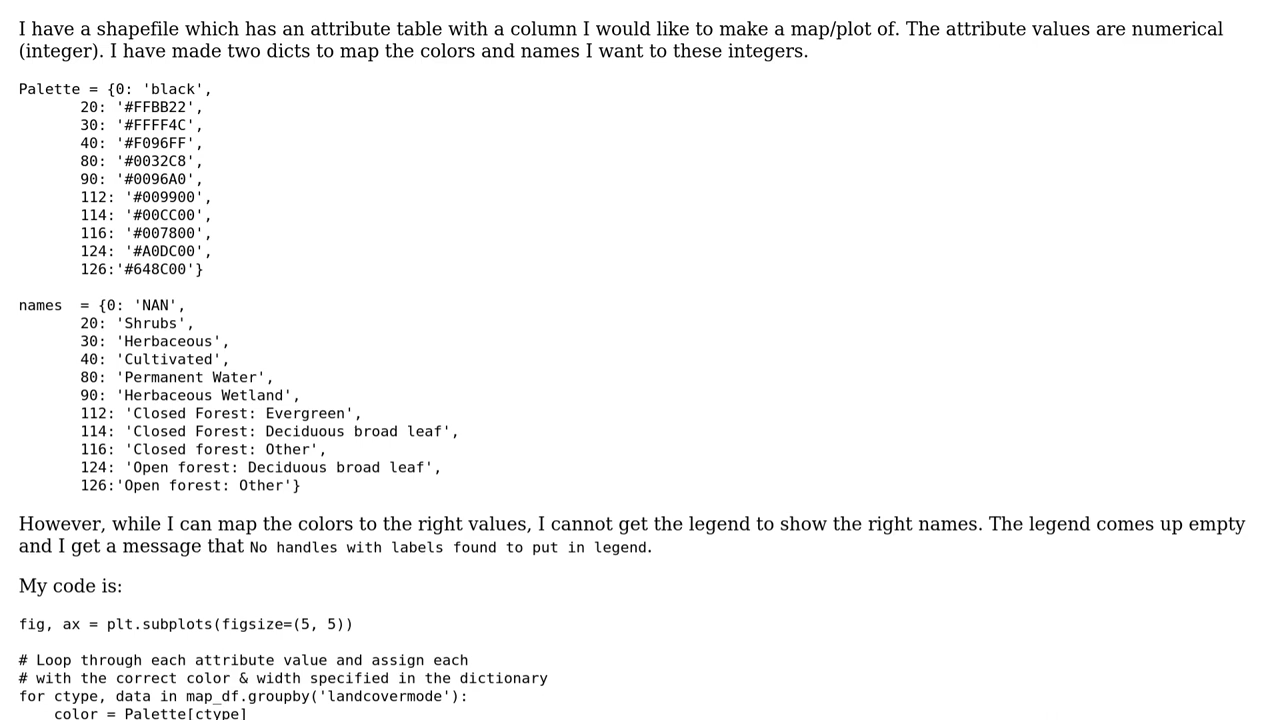 I have a shapefile which has an attribute table with a column I would like to make a map/plot of. The attribute values are numerical
(integer). I have made two dicts to map the colors and names I want to these integers.
Palette = {0: 'black',
       20: '#FFBB22',
       30: '#FFFF4C',
       40: '#F096FF',
       80: '#0032C8',
       90: '#0096A0',
       112: '#009900',
       114: '#00CC00',
       116: '#007800',
       124: '#A0DC00',
       126:'#648C00'}
names  = {0: 'NAN',
       20: 'Shrubs',
       30: 'Herbaceous',
       40: 'Cultivated',
       80: 'Permanent Water',
       90: 'Herbaceous Wetland',
       112: 'Closed Forest: Evergreen',
       114: 'Closed Forest: Deciduous broad leaf',
       116: 'Closed forest: Other',
       124: 'Open forest: Deciduous broad leaf',
       126:'Open forest: Other'}
However, while I can map the colors to the right values, I cannot get the legend to show the right names. The legend comes up empty
and I get a message that No handles with labels found to put in legend.
My code is:
fig, ax = plt.subplots(figsize=(5, 5))
# Loop through each attribute value and assign each
# with the correct color & width specified in the dictionary
for ctype, data in map_df.groupby('landcovermode'):
    color = Palette[ctype]